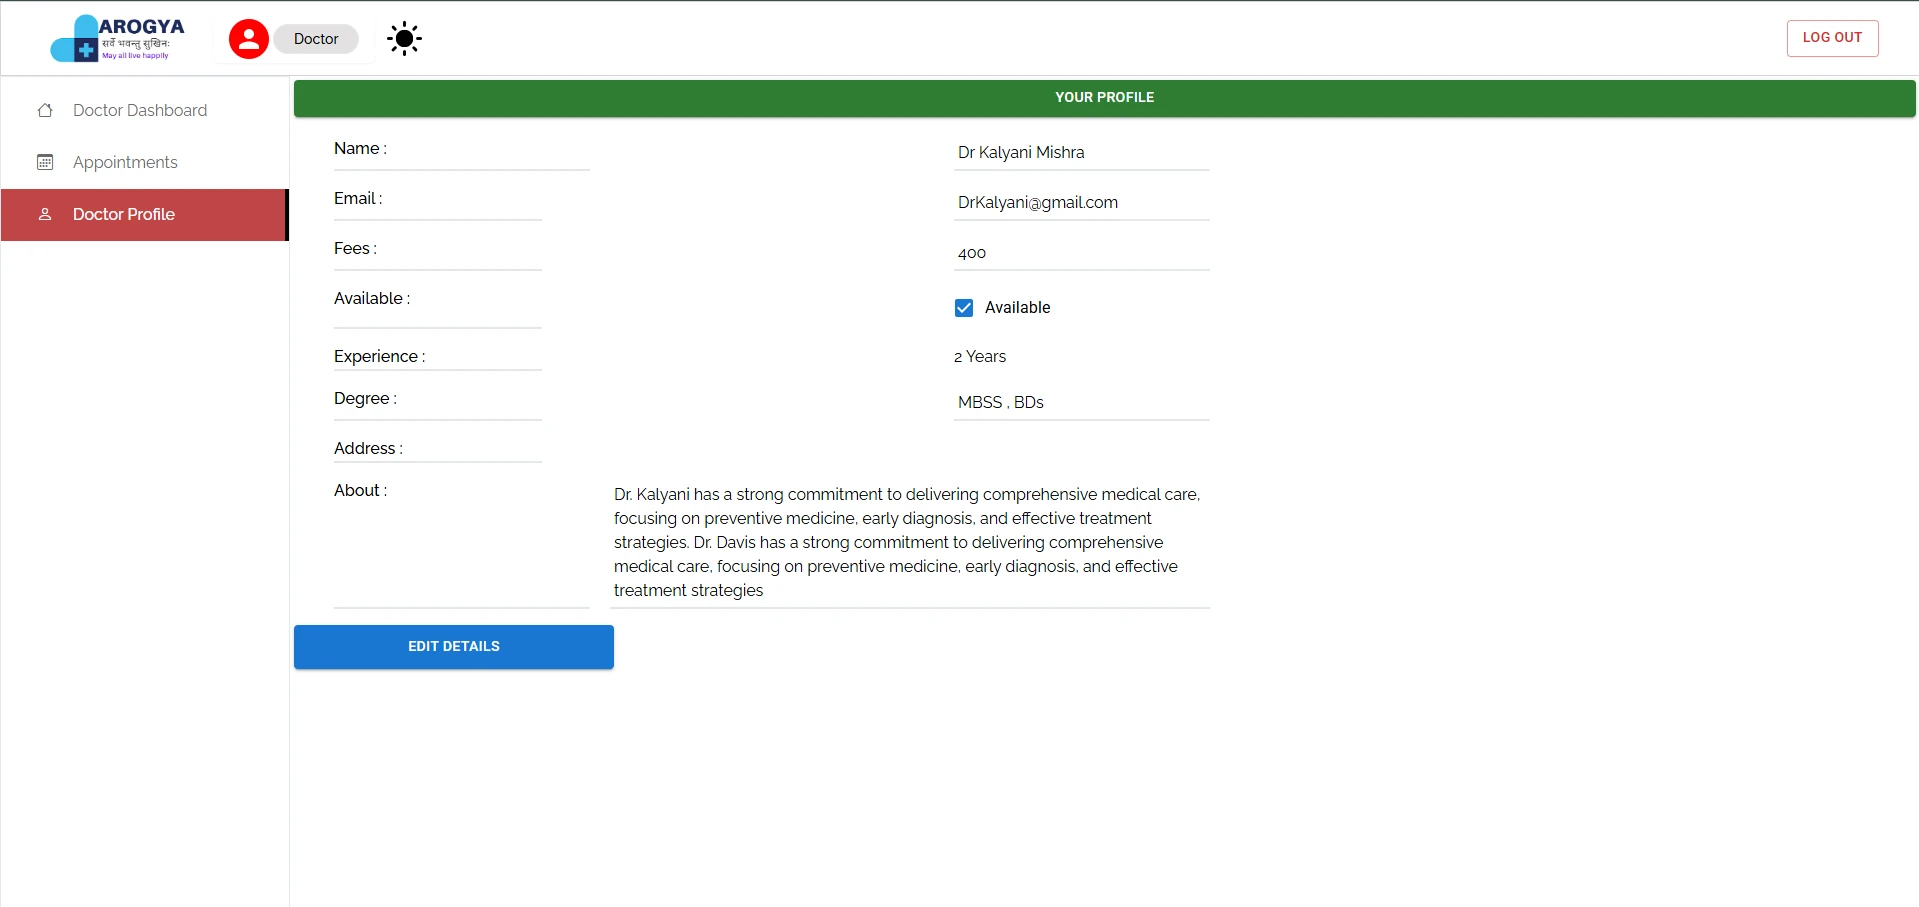 AROGYA
सर्वे भवन्तु सुखिनः
May all live happily
Doctor
LOG OUT
Doctor Dashboard
Appointments
Doctor Profile
YOUR PROFILE
Name :
Dr Kalyani Mishra
Email :
DrKalyani@gmail.com
Fees :
400
Available :
Available
Experience :
2 Years
Degree :
MBSS , BDs
Address :
About :
Dr. Kalyani has a strong commitment to delivering comprehensive medical care,
focusing on preventive medicine, early diagnosis, and effective treatment
strategies. Dr. Davis has a strong commitment to delivering comprehensive
medical care, focusing on preventive medicine, early diagnosis, and effective
treatment strategies
EDIT DETAILS